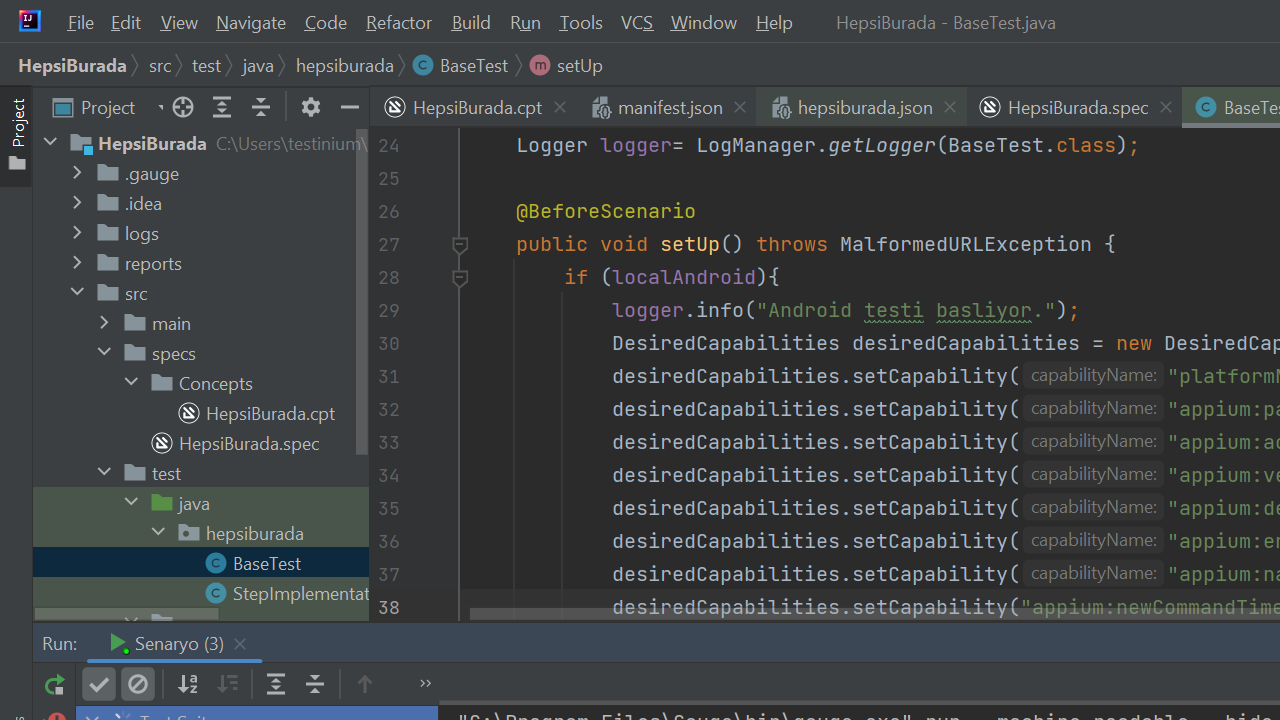 File Edit View Navigate Code Refactor Build Run Tools VCS Window Help HepsiBurada - BaseTest.java
HepsiBurada src test java hepsiburada BaseTest setUp
Project
Project HepsiBurada.cpt manifest.json hepsiburada.json HepsiBurada.spec BaseTes
HepsiBurada C:\Users\testinium\
.gauge
.idea
logs
reports
src
main
specs
Concepts
HepsiBurada.cpt
HepsiBurada.spec
test
java
hepsiburada
BaseTest
StepImplementat
24 Logger logger= LogManager.getLogger(BaseTest.class);
25
26 @BeforeScenario
27 public void setUp() throws MalformedURLException {
28 if (localAndroid){
29 logger.info("Android testi basliyor.");
30 DesiredCapabilities desiredCapabilities = new DesiredCap
31 desiredCapabilities.setCapability( capabilityName: "platformN
32 desiredCapabilities.setCapability( capabilityName: "appium:pa
33 desiredCapabilities.setCapability( capabilityName: "appium:ac
34 desiredCapabilities.setCapability( capabilityName: "appium:ve
35 desiredCapabilities.setCapability( capabilityName: "appium:de
36 desiredCapabilities.setCapability( capabilityName: "appium:en
37 desiredCapabilities.setCapability( capabilityName: "appium:na
38 desiredCapabilities.setCapability("appium:newCommandTime
Run: Senaryo (3)